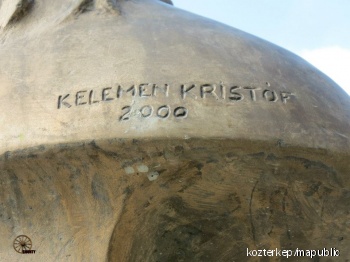 KELEMEN KRISTÓF
2000
kozterkep/mapublic